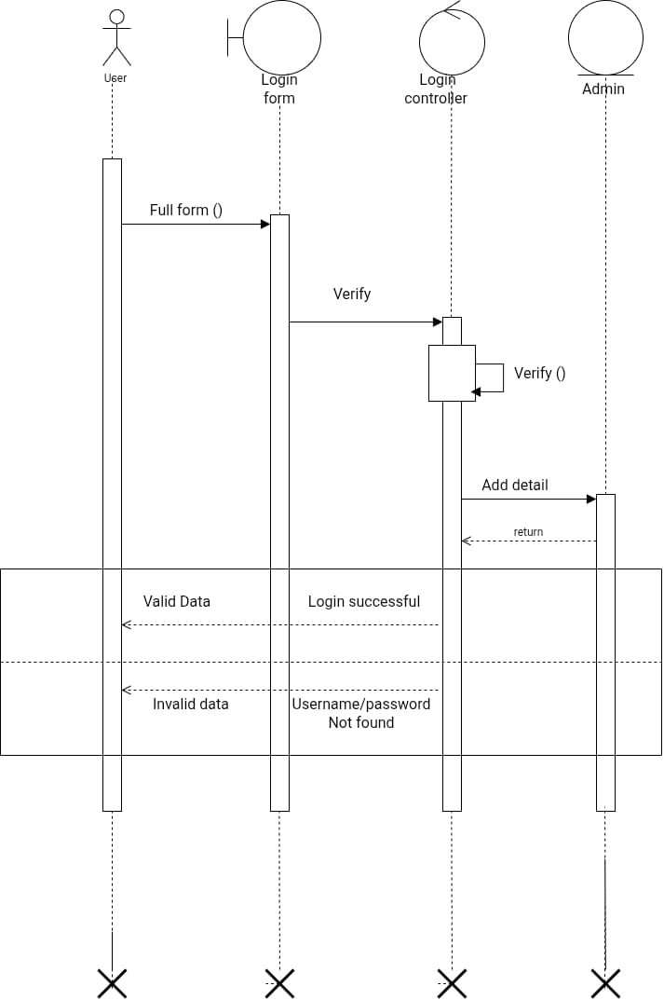 User
Login
form
Login
controller
Admin
Full form ()
Verify
Verify ()
Add detail
return
Valid Data
Login successful
Invalid data
Username/password
Not found